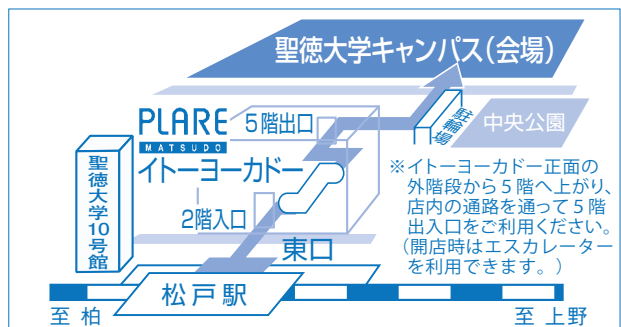 聖徳大学キャンパス(会場)
PLARE
MATSUDO
イトーヨーカドー
5階出口
駐輪場
中央公園
聖徳大学10号館
2階入口
※イトーヨーカドー正面の
外階段から5階へ上がり、
店内の通路を通って5階
出入口をご利用ください。
(開店時はエスカレーター
を利用できます。)
東口
松戸駅
至 柏
至 上野